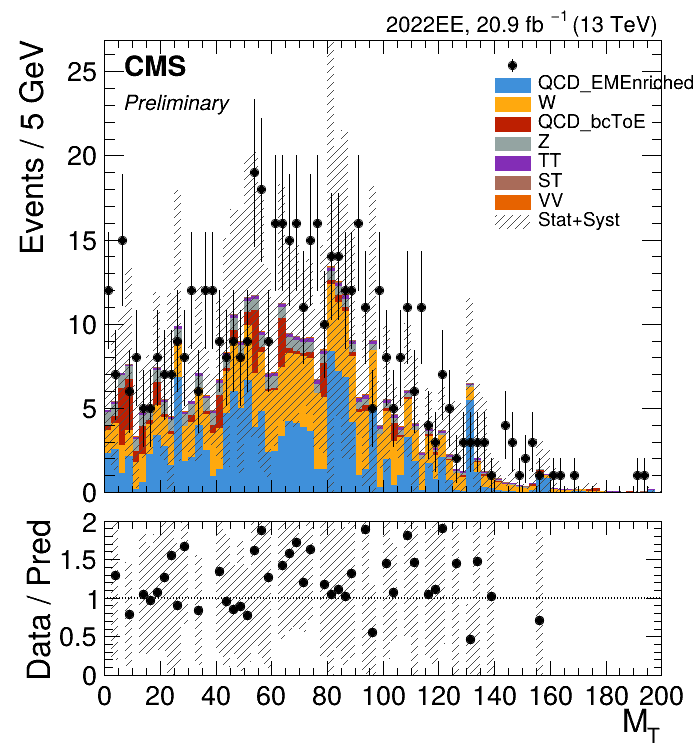 2022EE, 20.9 fb⁻¹ (13 TeV)
CMS
Preliminary
Events / 5 GeV
25
20
15
10
5
0
QCD_EMEnriched
W
QCD_bcToE
Z
TT
ST
VV
Stat+Syst
Data / Pred
2
1.5
1
0.5
0
0 20 40 60 80 100 120 140 160 180 200
M_T